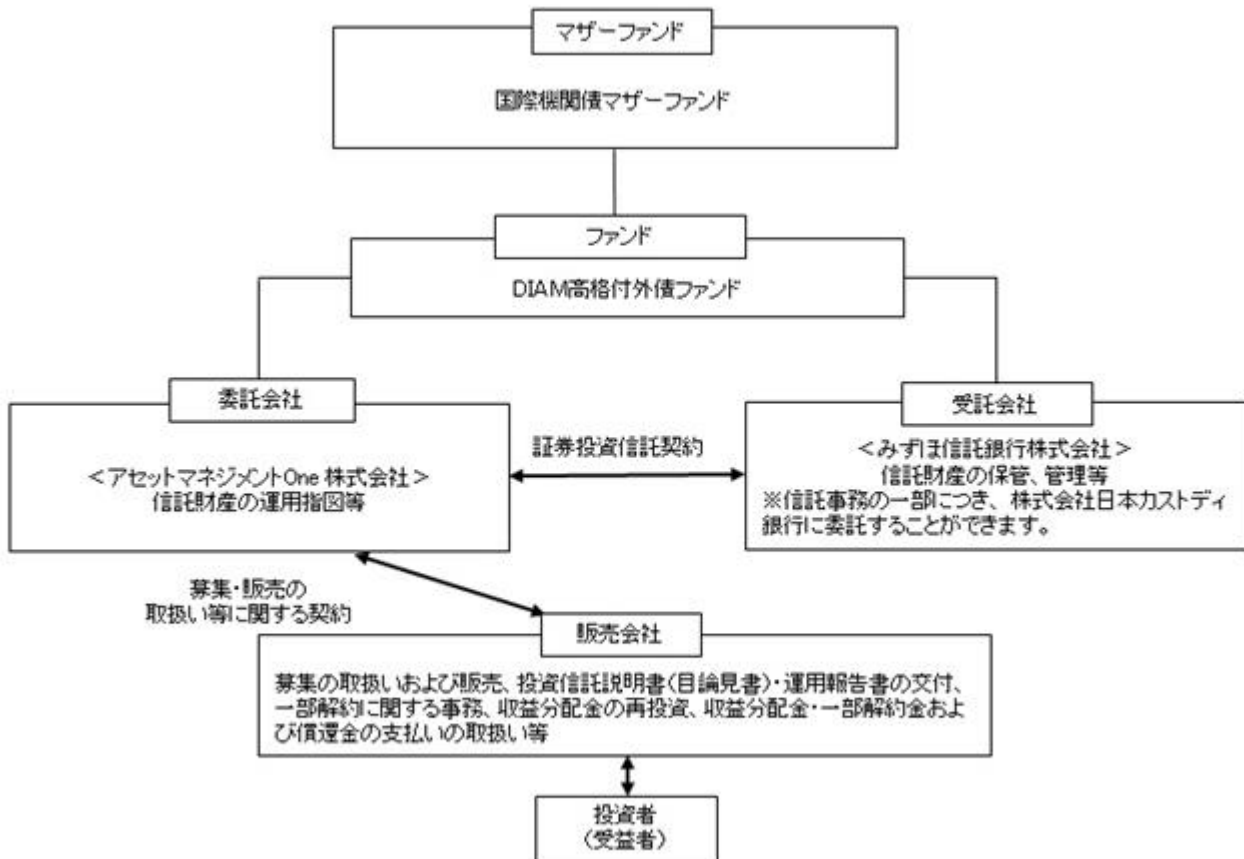 マザーファンド
国際機関債マザーファンド
ファンド
DIAM高格付外債ファンド
委託会社
＜アセットマネジメントOne 株式会社＞
信託財産の運用指図等
証券投資信託契約
受託会社
＜みずほ信託銀行株式会社＞
信託財産の保管、管理等
※信託事務の一部につき、株式会社日本カストディ
銀行に委託することができます。
募集・販売の
取扱い等に関する契約
販売会社
募集の取扱いおよび販売、投資信託説明書（目論見書）・運用報告書の交付、
一部解約に関する事務、収益分配金の再投資、収益分配金・一部解約金およ
び償還金の支払いの取扱い等
投資者
（受益者）